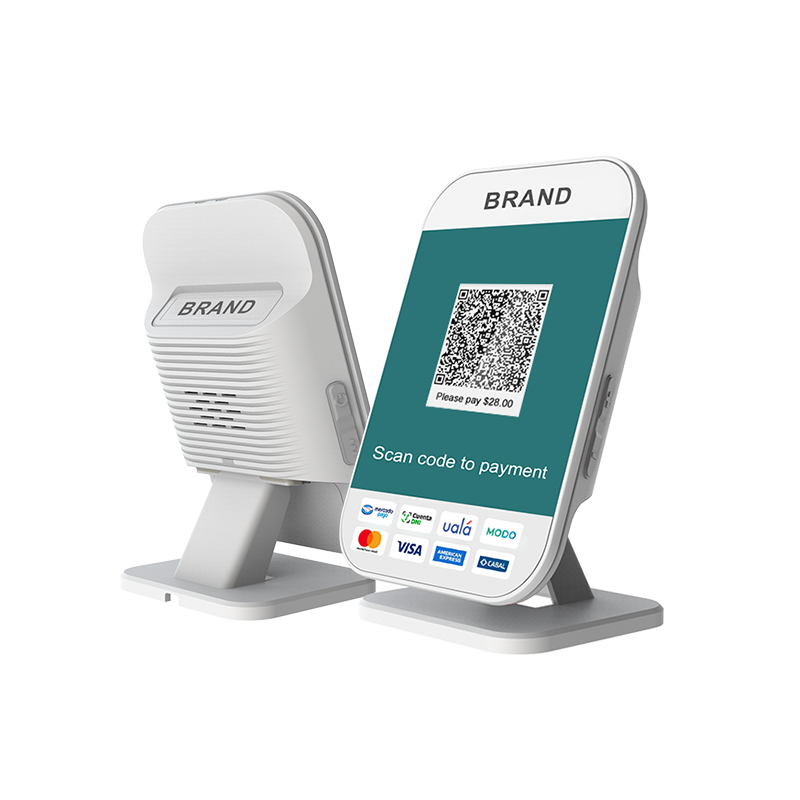 BRAND
BRAND
Please pay $28.00
Scan code to payment
mercado
pago
Cuenta
DNI
ualá
MODO
VISA
AMERICAN
EXPRESS
CABAL